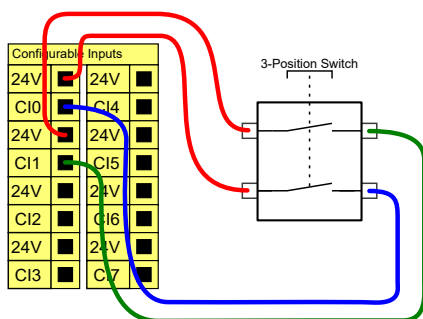 Configurable Inputs
3-Position Switch
24V 24V
CI0 CI4
24V 24V
CI1 CI5
24V 24V
CI2 CI6
24V 24V
CI3 CI7